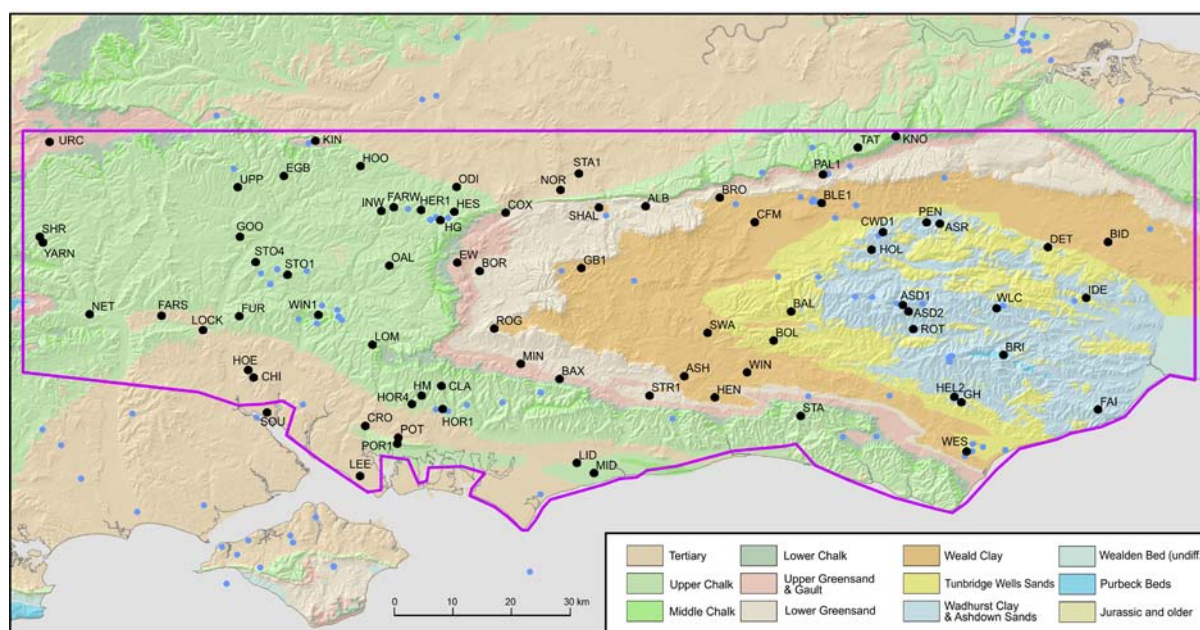 URC
KIN
HOO
EGB
UPP
STA1
NOR
ODI
TAT
KNO
PAL1
BLE1
INW
FARW
HER1
HES
HG
COX
SHAL
ALB
BRO
CFM
CWD1
PEN
ASR
HOL
DET
BID
SHR
YARN
GOO
STO4
STO1
OAL
EW
BOR
GB1
NET
FARS
LOCK
FUR
WIN1
LOM
ROG
MIN
BAX
SWA
BAL
BOL
ASD1
ASD2
ROT
WLC
IDE
BRI
HOE
CHI
SOU
HM
CLA
HOR4
HOR1
CRO
POT
POR1
LEE
STR1
ASH
WIN
HEN
STA
HEL2
GH
FAI
WES
LID
MID
0 10 20 30 km
Tertiary
Upper Chalk
Middle Chalk
Lower Chalk
Upper Greensand
& Gault
Lower Greensand
Weald Clay
Tunbridge Wells Sands
Wadhurst Clay
& Ashdown Sands
Wealden Bed (undiff.
Purbeck Beds
Jurassic and older